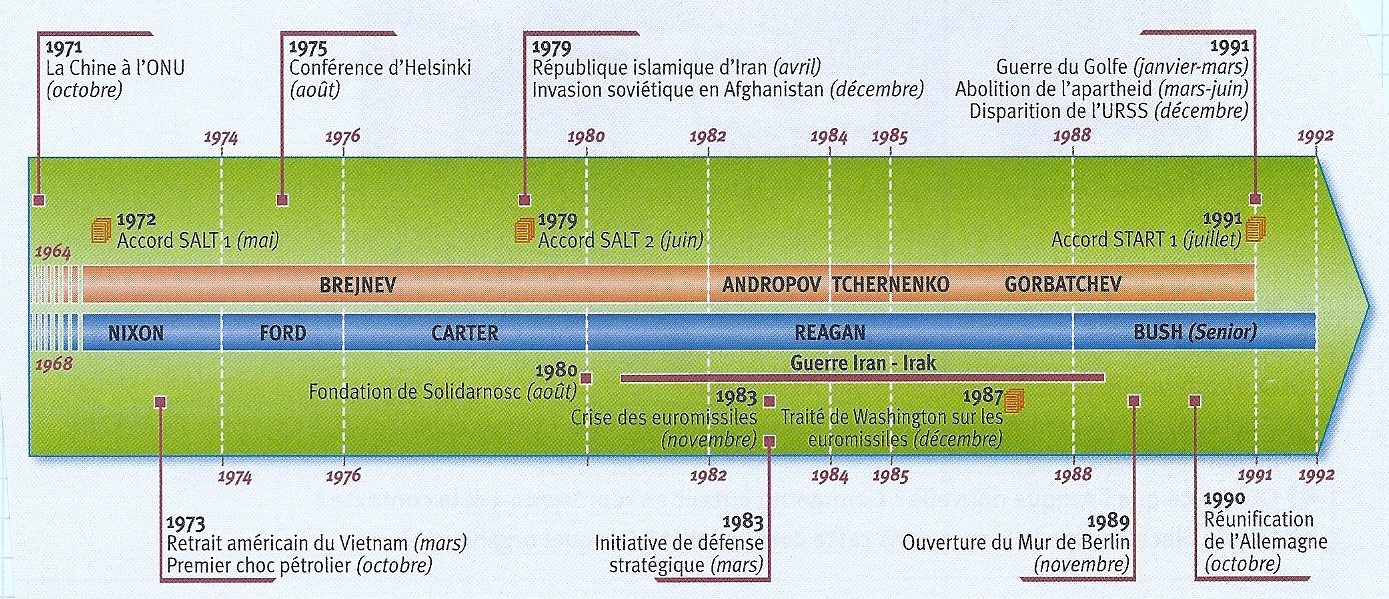 1971
La Chine à l'ONU
(octobre)
1975
Conférence d'Helsinki
(août)
1979
République islamique d'Iran (avril)
Invasion soviétique en Afghanistan (décembre)
1991
Guerre du Golfe (janvier-mars)
Abolition de l'apartheid (mars-juin)
Disparition de l'URSS (décembre)
1974
1976
1980
1982
1984
1985
1988
1992
1972
Accord SALT 1 (mai)
1979
Accord SALT 2 (juin)
1991
Accord START 1 (juillet)
1964
BREJNEV
ANDROPOV
TCHERNENKO
GORBATCHEV
NIXON
FORD
CARTER
REAGAN
BUSH (Senior)
1968
Guerre Iran - Irak
1980
Fondation de Solidarnosc (août)
1983
Crise des euromissiles
(novembre)
1987
Traité de Washington sur les
euromissiles (décembre)
1974
1976
1982
1984
1985
1988
1991
1992
1973
Retrait américain du Vietnam (mars)
Premier choc pétrolier (octobre)
1983
Initiative de défense
stratégique (mars)
1989
Ouverture du Mur de Berlin
(novembre)
1990
Réunification
de l'Allemagne
(octobre)